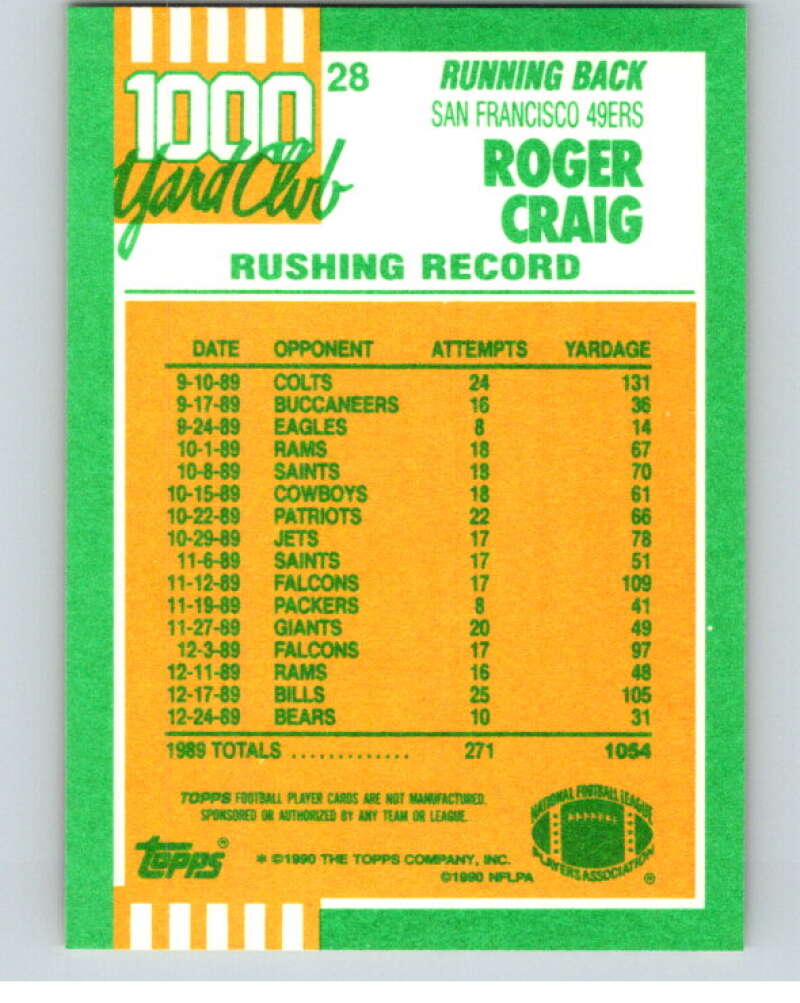 1000
Yard Club
28
RUNNING BACK
SAN FRANCISCO 49ERS
ROGER
CRAIG
RUSHING RECORD
DATE OPPONENT ATTEMPTS YARDAGE
9-10-89 COLTS 24 131
9-17-89 BUCCANEERS 16 36
9-24-89 EAGLES 8 14
10-1-89 RAMS 18 67
10-8-89 SAINTS 18 70
10-15-89 COWBOYS 18 61
10-22-89 PATRIOTS 22 66
10-29-89 JETS 17 78
11-6-89 SAINTS 17 51
11-12-89 FALCONS 17 109
11-19-89 PACKERS 8 41
11-27-89 GIANTS 20 49
12-3-89 FALCONS 17 97
12-11-89 RAMS 16 48
12-17-89 BILLS 25 105
12-24-89 BEARS 10 31
1989 TOTALS ............. 271 1054
TOPPS FOOTBALL PLAYER CARDS ARE NOT MANUFACTURED,
SPONSORED OR AUTHORIZED BY ANY TEAM OR LEAGUE.
NATIONAL FOOTBALL LEAGUE
PLAYERS ASSOCIATION ®
Topps®
* ©1990 THE TOPPS COMPANY, INC.
©1990 NFLPA